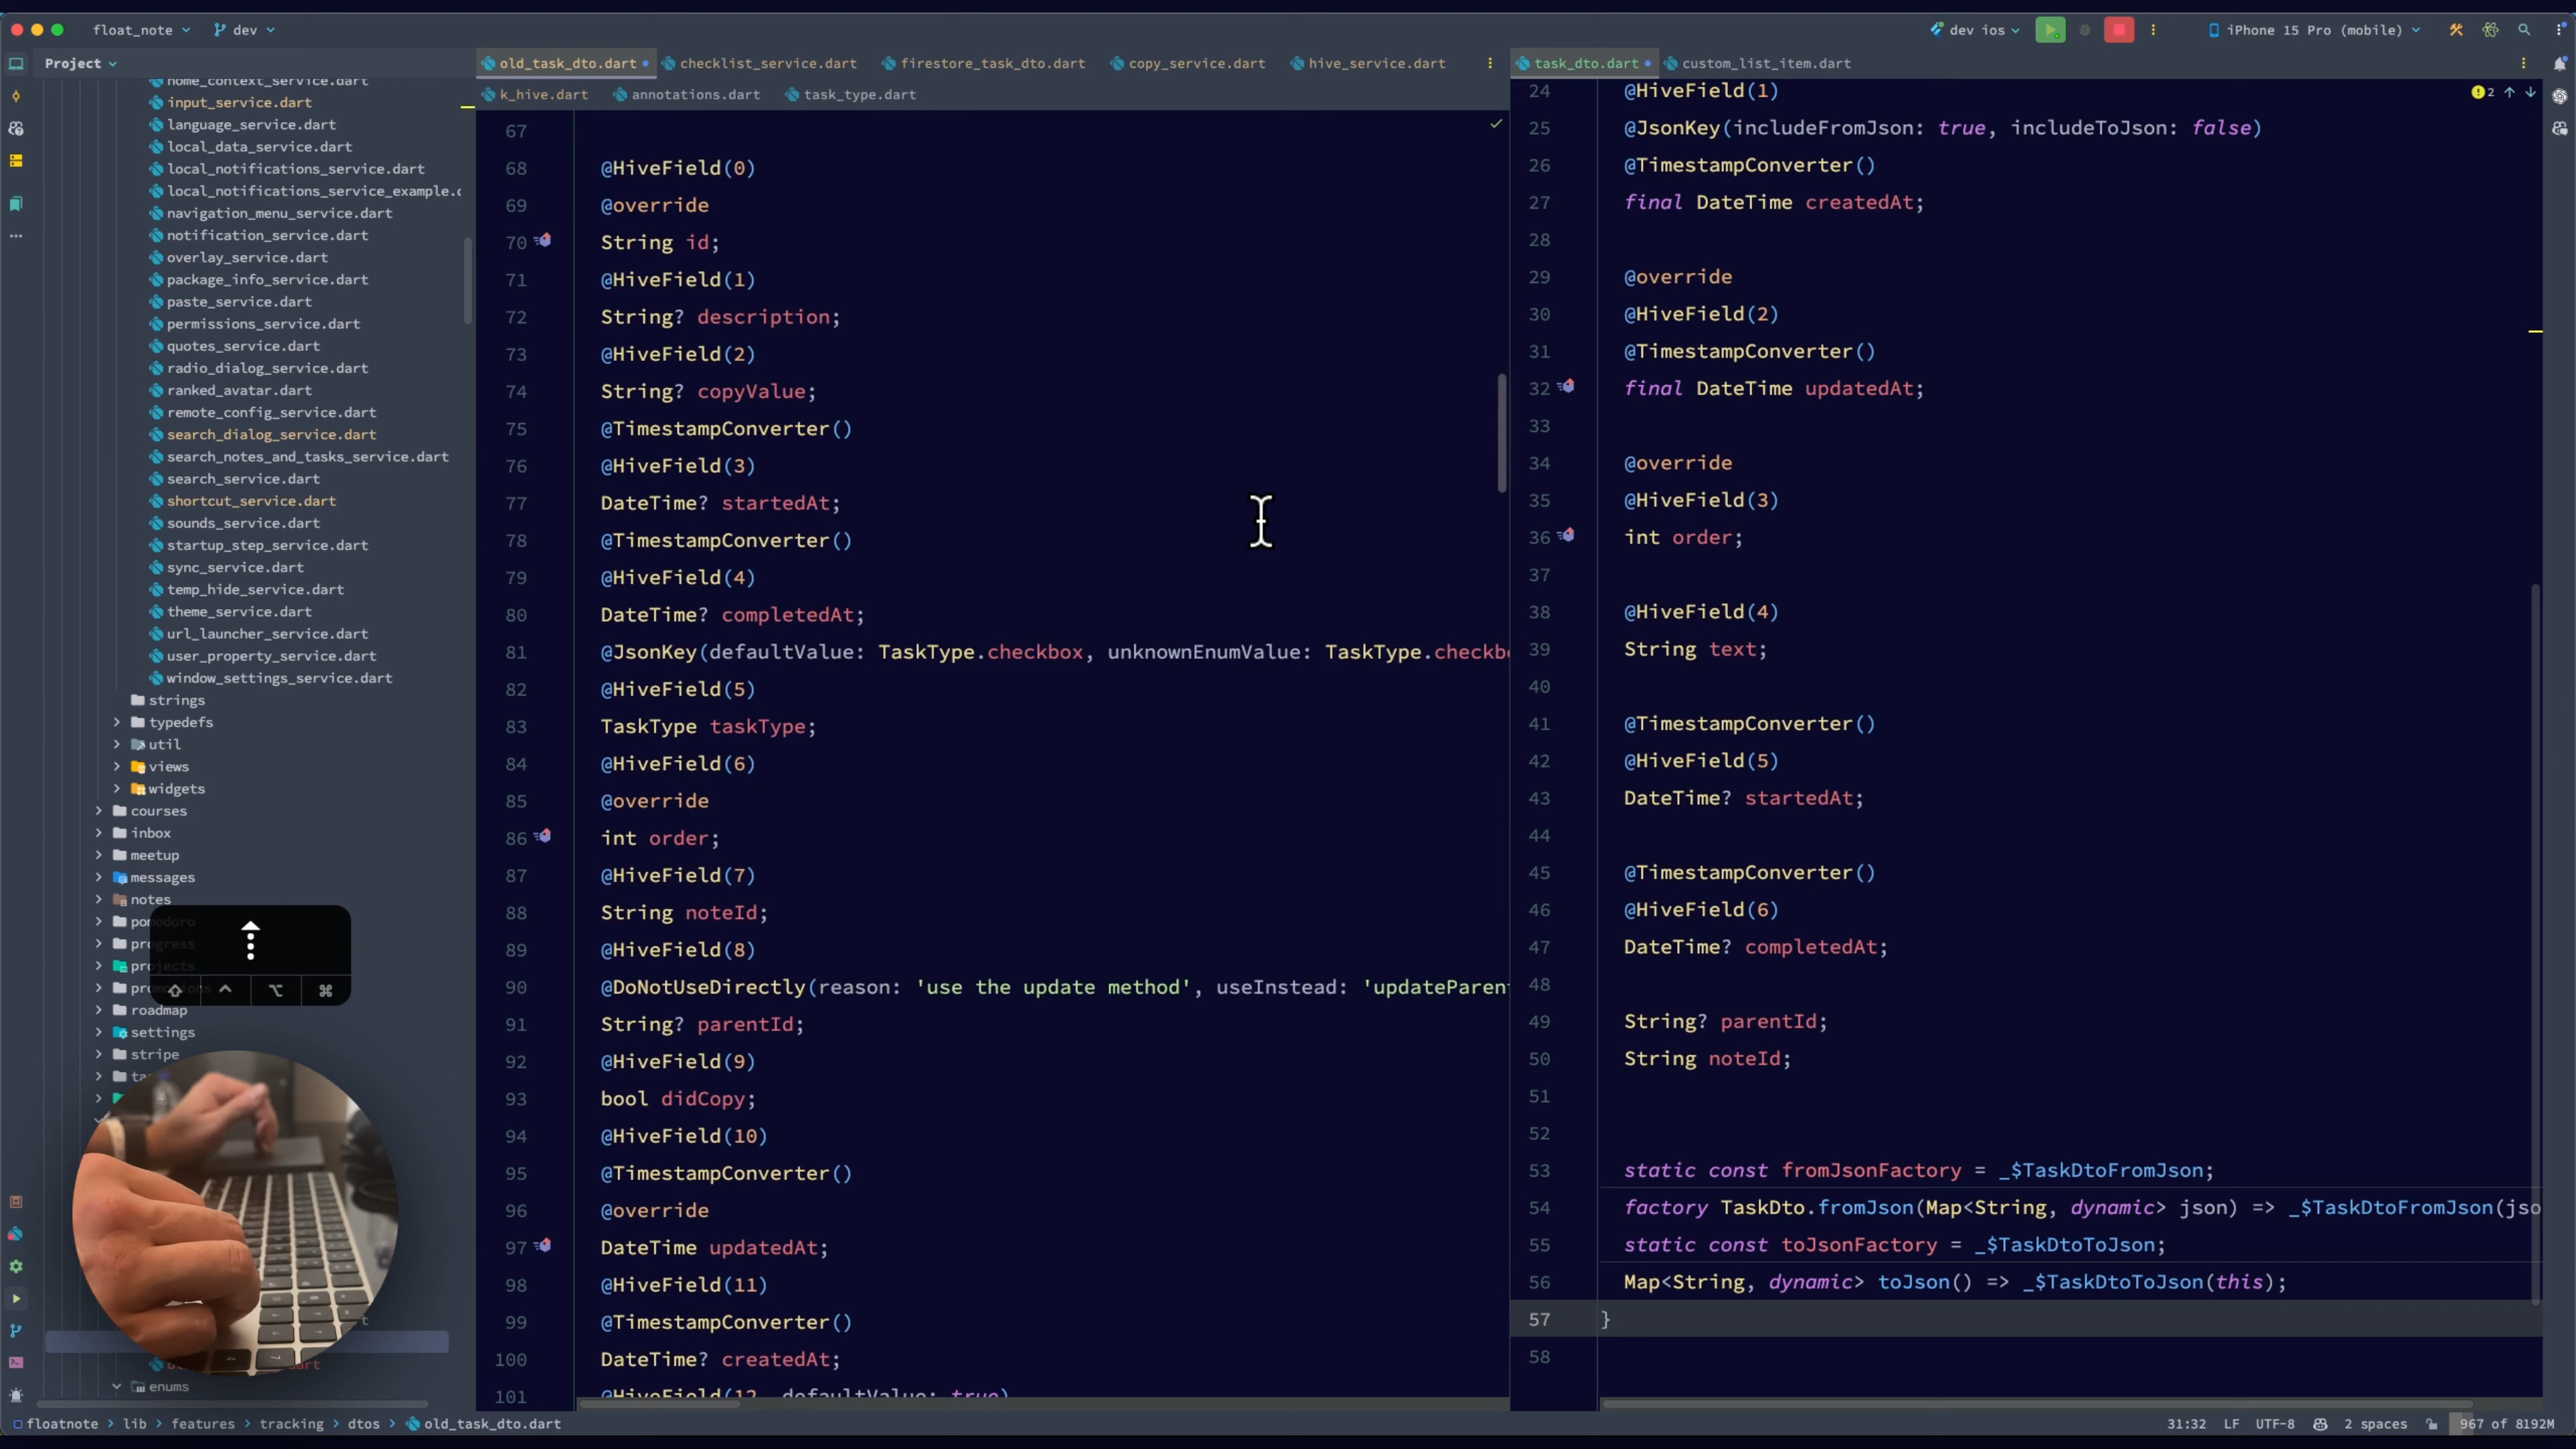 float_note
dev
dev ios
iPhone 15 Pro (mobile)
Project
old_task_dto.dart
checklist_service.dart
firestore_task_dto.dart
copy_service.dart
hive_service.dart
task_dto.dart
custom_list_item.dart
k_hive.dart
annotations.dart
task_type.dart
home_context_service.dart
input_service.dart
language_service.dart
local_data_service.dart
local_notifications_service.dart
local_notifications_service_example.c
navigation_menu_service.dart
notification_service.dart
overlay_service.dart
package_info_service.dart
paste_service.dart
permissions_service.dart
quotes_service.dart
radio_dialog_service.dart
ranked_avatar.dart
remote_config_service.dart
search_dialog_service.dart
search_notes_and_tasks_service.dart
search_service.dart
shortcut_service.dart
sounds_service.dart
startup_step_service.dart
sync_service.dart
temp_hide_service.dart
theme_service.dart
url_launcher_service.dart
user_property_service.dart
window_settings_service.dart
strings
typedefs
util
views
widgets
courses
inbox
meetup
messages
notes
pomodoro
progress
projects
promotions
roadmap
settings
stripe
enums
67
68 @HiveField(0)
69 @override
70 String id;
71 @HiveField(1)
72 String? description;
73 @HiveField(2)
74 String? copyValue;
75 @TimestampConverter()
76 @HiveField(3)
77 DateTime? startedAt;
78 @TimestampConverter()
79 @HiveField(4)
80 DateTime? completedAt;
81 @JsonKey(defaultValue: TaskType.checkbox, unknownEnumValue: TaskType.checkb
82 @HiveField(5)
83 TaskType taskType;
84 @HiveField(6)
85 @override
86 int order;
87 @HiveField(7)
88 String noteId;
89 @HiveField(8)
90 @DoNotUseDirectly(reason: 'use the update method', useInstead: 'updateParen
91 String? parentId;
92 @HiveField(9)
93 bool didCopy;
94 @HiveField(10)
95 @TimestampConverter()
96 @override
97 DateTime updatedAt;
98 @HiveField(11)
99 @TimestampConverter()
100 DateTime? createdAt;
101 @HiveField(12, defaultValue: true)
2
24 @HiveField(1)
25 @JsonKey(includeFromJson: true, includeToJson: false)
26 @TimestampConverter()
27 final DateTime createdAt;
28
29 @override
30 @HiveField(2)
31 @TimestampConverter()
32 final DateTime updatedAt;
33
34 @override
35 @HiveField(3)
36 int order;
37
38 @HiveField(4)
39 String text;
40
41 @TimestampConverter()
42 @HiveField(5)
43 DateTime? startedAt;
44
45 @TimestampConverter()
46 @HiveField(6)
47 DateTime? completedAt;
48
49 String? parentId;
50 String noteId;
51
52
53 static const fromJsonFactory = _$TaskDtoFromJson;
54 factory TaskDto.fromJson(Map<String, dynamic> json) => _$TaskDtoFromJson(jso
55 static const toJsonFactory = _$TaskDtoToJson;
56 Map<String, dynamic> toJson() => _$TaskDtoToJson(this);
57 }
58
floatnote > lib > features > tracking > dtos > old_task_dto.dart
31:32 LF UTF-8 2 spaces 967 of 8192M